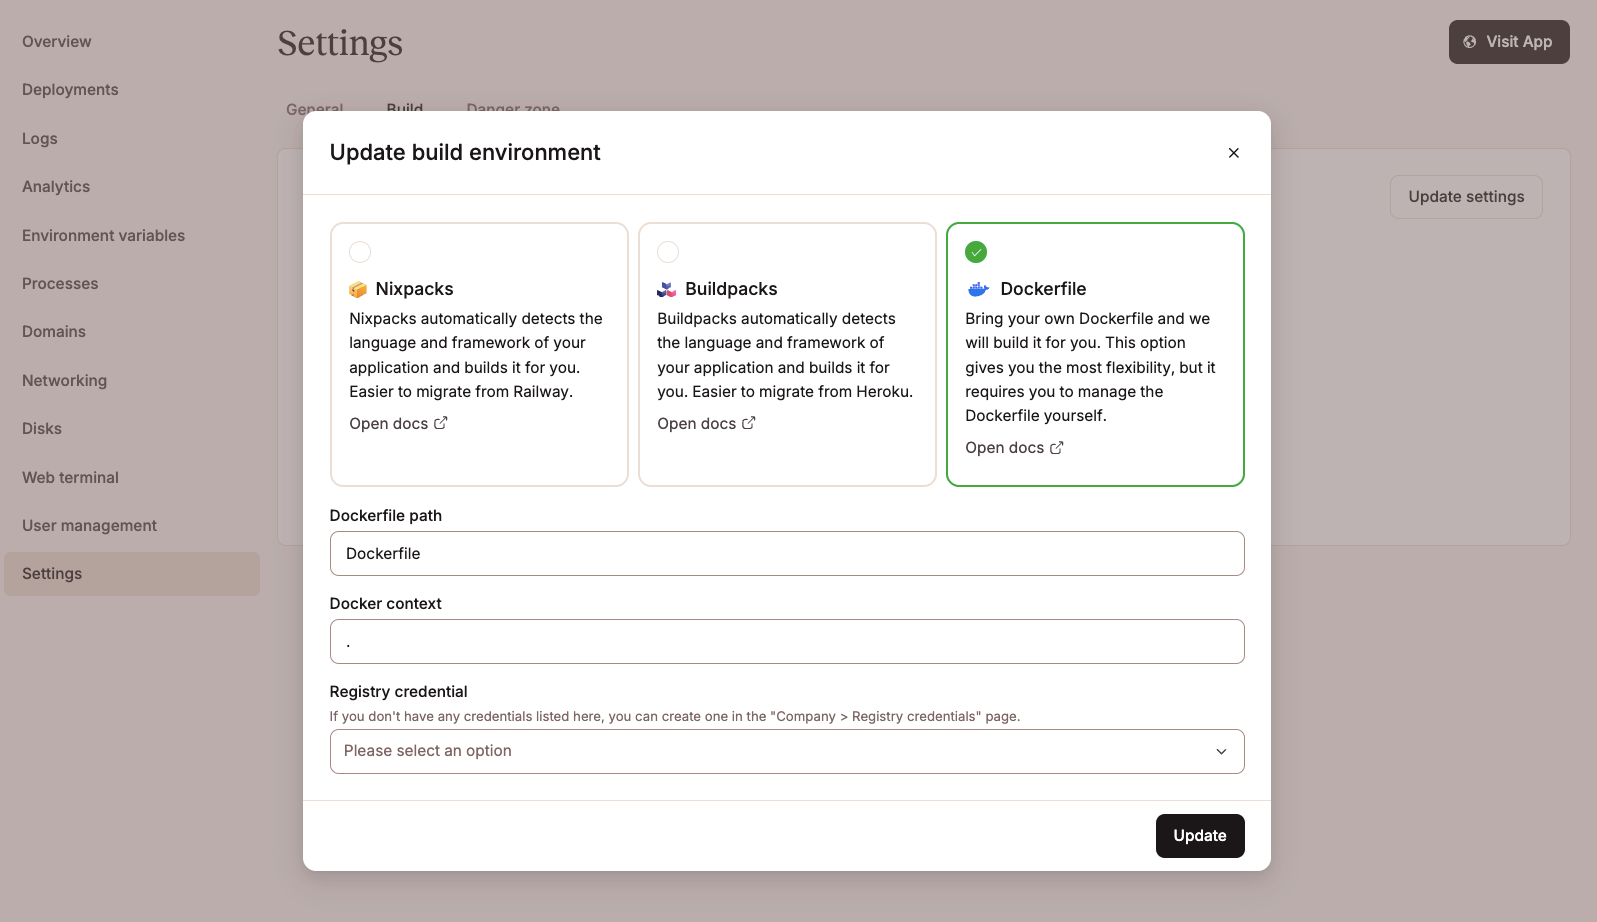 Overview
Deployments
Logs
Analytics
Environment variables
Processes
Domains
Networking
Disks
Web terminal
User management
Settings
Settings
Visit App
General Build Danger zone
Update settings
Update build environment
Nixpacks
Nixpacks automatically detects the
language and framework of your
application and builds it for you.
Easier to migrate from Railway.
Open docs
Buildpacks
Buildpacks automatically detects
the language and framework of
your application and builds it for
you. Easier to migrate from Heroku.
Open docs
Dockerfile
Bring your own Dockerfile and we
will build it for you. This option
gives you the most flexibility, but it
requires you to manage the
Dockerfile yourself.
Open docs
Dockerfile path
Dockerfile
Docker context
.
Registry credential
If you don't have any credentials listed here, you can create one in the "Company > Registry credentials" page.
Please select an option
Update